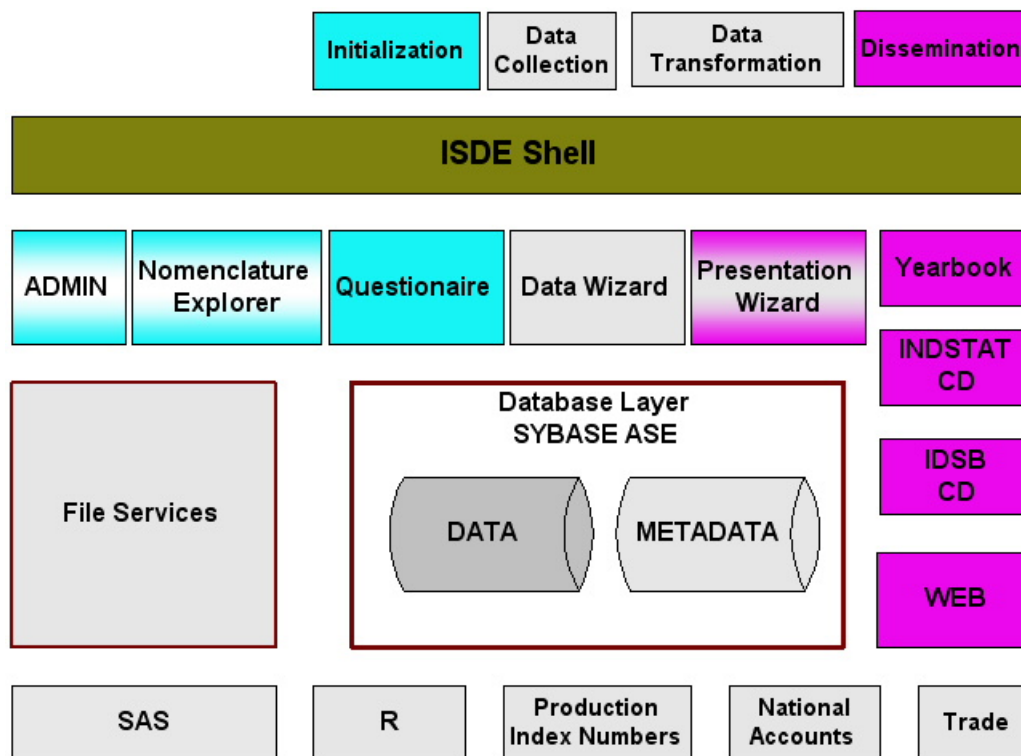 Initialization
Data
Collection
Data
Transformation
Dissemination
ISDE Shell
ADMIN
Nomenclature
Explorer
Questionaire
Data Wizard
Presentation
Wizard
Yearbook
INDSTAT
CD
File Services
Database Layer
SYBASE ASE
DATA
METADATA
IDSB
CD
WEB
SAS
R
Production
Index Numbers
National
Accounts
Trade